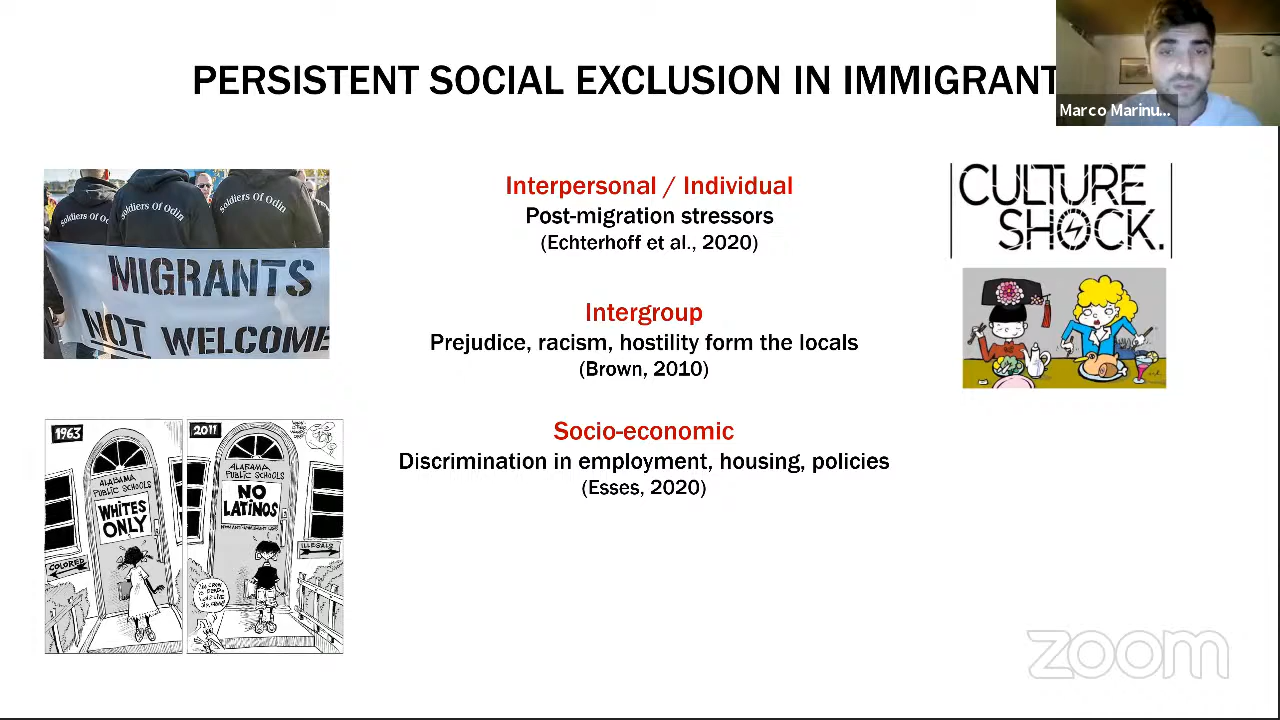 PERSISTENT SOCIAL EXCLUSION IN IMMIGRANT
Marco Marinu...
soldiers Of Od
Soldiers Of Odin
Soldiers Of Odin
MIGRANTS
NOT WELCOME
Interpersonal / Individual
Post-migration stressors
(Echterhoff et al., 2020)
Intergroup
Prejudice, racism, hostility form the locals
(Brown, 2010)
Socio-economic
Discrimination in employment, housing, policies
(Esses, 2020)
CULTURE
SHOCK.
1963
ALABAMA
PUBLIC SCHOOLS
WHITES
ONLY
COLORED
2011
ALABAMA
PUBLIC SCHOOLS
NO
LATINOS
ILLEGALS
zoom